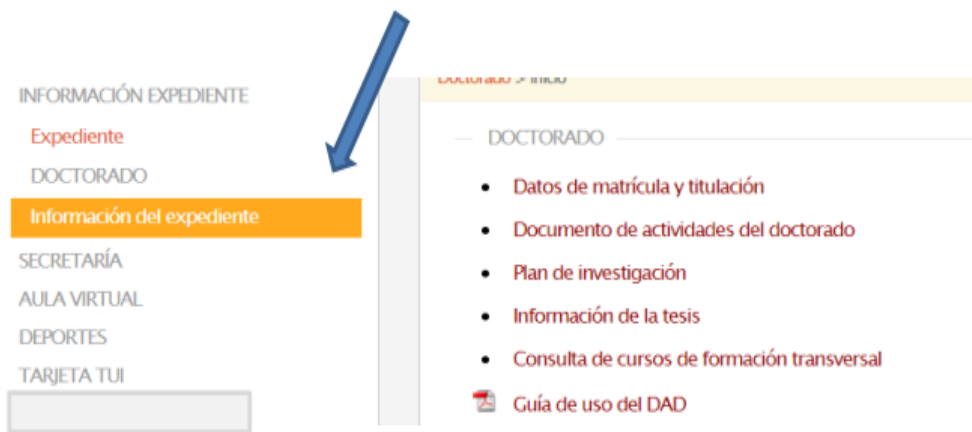 INFORMACIÓN EXPEDIENTE
Expediente
DOCTORADO
Información del expediente
SECRETARÍA
AULA VIRTUAL
DEPORTES
TARJETA TUI
Doctorado > Inicio
DOCTORADO
Datos de matrícula y titulación
Documento de actividades del doctorado
Plan de investigación
Información de la tesis
Consulta de cursos de formación transversal
Guía de uso del DAD